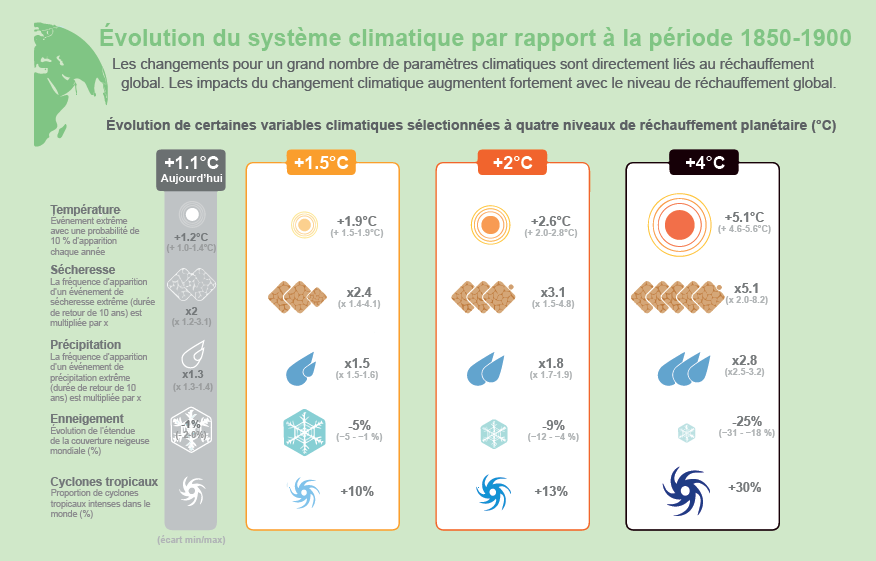 Évolution du système climatique par rapport à la période 1850-1900
Les changements pour un grand nombre de paramètres climatiques sont directement liés au réchauffement
global. Les impacts du changement climatique augmentent fortement avec le niveau de réchauffement global.
Évolution de certaines variables climatiques sélectionnées à quatre niveaux de réchauffement planétaire (°C)
+1.1°C
Aujourd'hui
+1.5°C
+2°C
+4°C
Température
Evénement extrême
avec une probabilité de
10 % d'apparition
chaque année
+1.2°C
(+ 1.0-1.4°C)
+1.9°C
(+ 1.5-1.9°C)
+2.6°C
(+ 2.0-2.8°C)
+5.1°C
(+ 4.6-5.6°C)
Sécheresse
La fréquence d'apparition
d'un événement de
sécheresse extrême (durée
de retour de 10 ans) est
multipliée par x
x2
(x 1.2-3.1)
x2.4
(x 1.4-4.1)
x3.1
(x 1.5-4.8)
x5.1
(x 2.0-8.2)
Précipitation
La fréquence d'apparition
d'un événement de
précipitation extrême
(durée de retour de 10
ans) est multipliée par x
x1.3
(x 1.3-1.4)
x1.5
(x 1.5-1.6)
x1.8
(x 1.7-1.9)
x2.8
(x2.5-3.2)
Enneigement
Évolution de l'étendue
de la couverture neigeuse
mondiale (%)
-1%
-5%
(−5 - −1 %)
-9%
(−12 - −4 %)
-25%
(−31 - −18 %)
Cyclones tropicaux
Proportion de cyclones
tropicaux intenses dans le
monde (%)
+10%
+13%
+30%
(écart min/max)